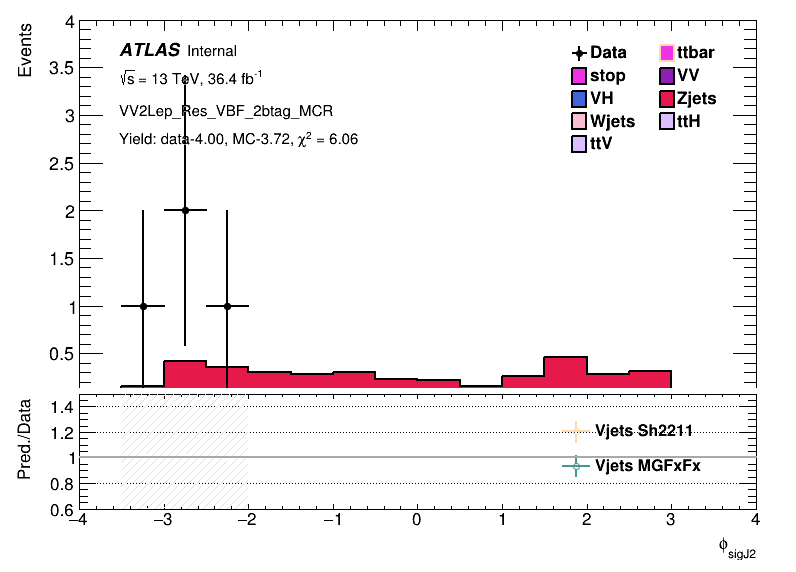 ATLAS Internal
√s = 13 TeV, 36.4 fb⁻¹
VV2Lep_Res_VBF_2btag_MCR
Yield: data-4.00, MC-3.72, χ² = 6.06
Data
ttbar
stop
VV
VH
Zjets
Wjets
ttH
ttV
Events
4
3.5
3
2.5
2
1.5
1
0.5
Pred./Data
1.4
1.2
1
0.8
0.6
Vjets Sh2211
Vjets MGFxFx
−4 −3 −2 −1 0 1 2 3 4
ϕ_sigJ2